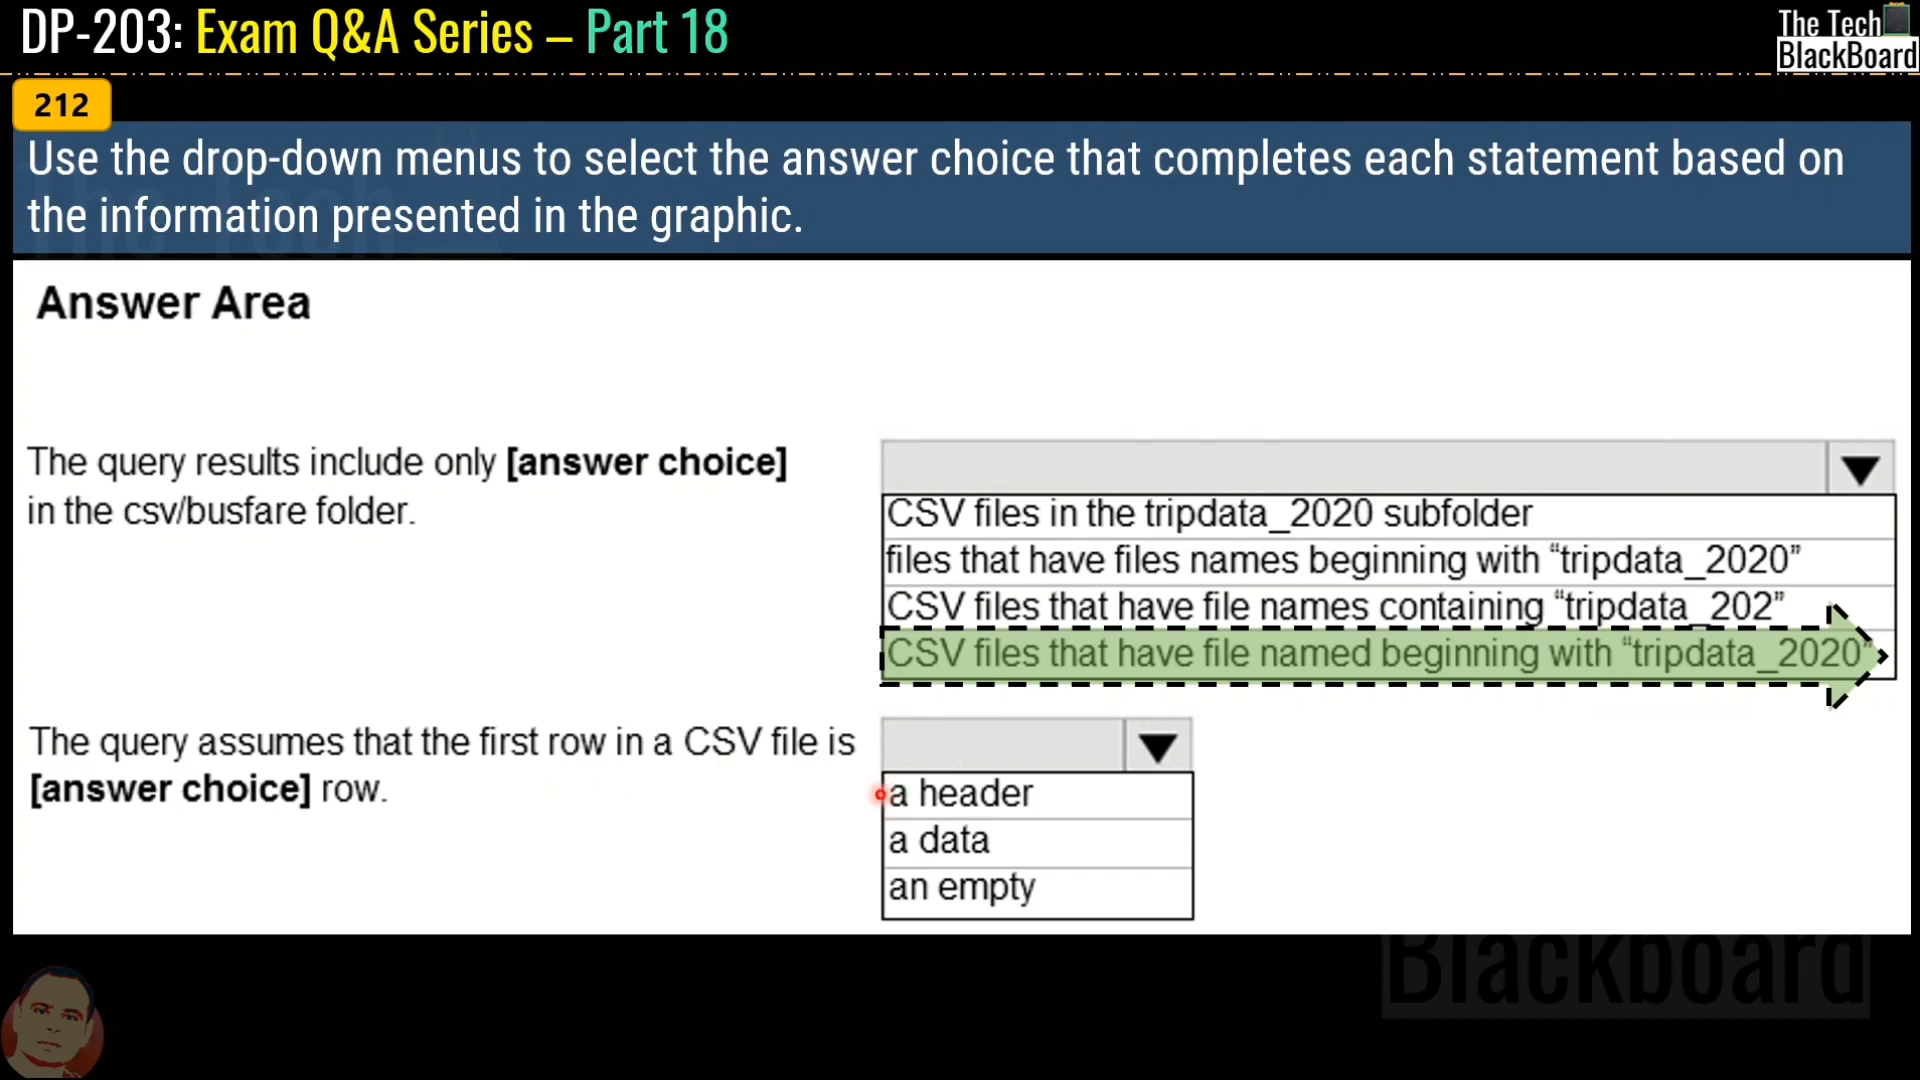 DP-203: Exam Q&A Series – Part 18
The Tech
BlackBoard
212
Use the drop-down menus to select the answer choice that completes each statement based on
the information presented in the graphic.
Answer Area
The query results include only [answer choice]
in the csv/busfare folder.
CSV files in the tripdata_2020 subfolder
files that have files names beginning with “tripdata_2020”
CSV files that have file names containing “tripdata_202”
CSV files that have file named beginning with “tripdata_2020”
The query assumes that the first row in a CSV file is
[answer choice] row.
a header
a data
an empty
Blackboard